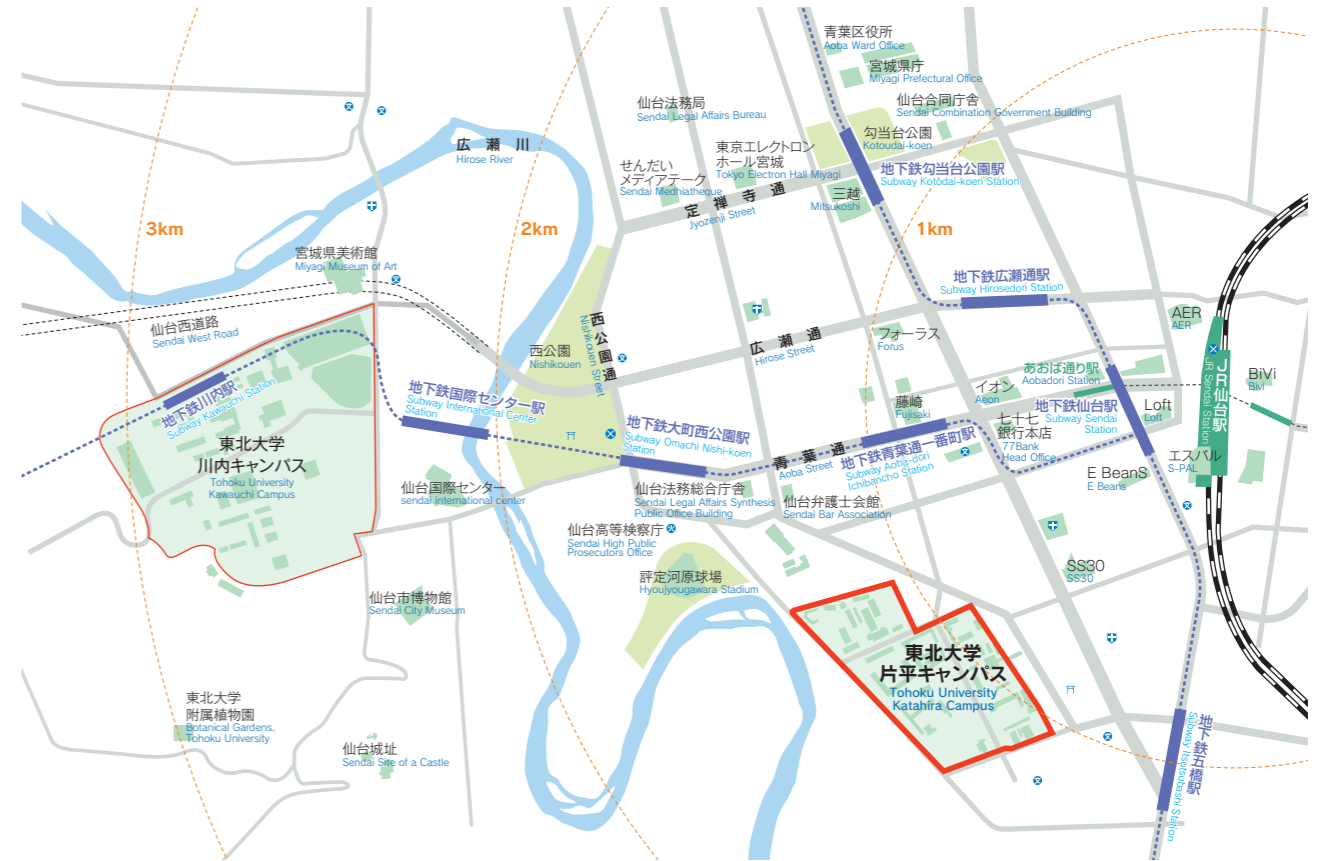 青葉区役所
Aoba Ward Office
宮城県庁
Miyagi Prefectural Office
仙台法務局
Sendai Legal Affairs Bureau
仙台合同庁舎
Sendai Combination Government Building
広瀬川
Hirose River
東京エレクトロン
ホール宮城
Tokyo Electron Hall Miyagi
勾当台公園
Kotoudai-koen
せんだい
メディアテーク
Sendai Medhiatheque
地下鉄勾当台公園駅
Subway Kotodai-koen Station
三越
Mitsukoshi
定禅寺通
Jyozenji Street
3km
2km
1km
宮城県美術館
Miyagi Museum of Art
地下鉄広瀬通駅
Subway Hirosedori Station
仙台西道路
Sendai West Road
西公園通
Nishikouen Street
西公園
Nishikouen
広瀬通
Hirose Street
フォーラス
Forus
AER
AER
JR仙台駅
JR Sendai Station
BiVi
BiVi
あおば通り駅
Aobadori Station
イオン
Aeon
藤崎
Fujisaki
地下鉄川内駅
Subway Kawauchi Station
地下鉄国際センター駅
Subway International Center
Station
地下鉄仙台駅
Subway Sendai
Station
Loft
Loft
七十七
銀行本店
77Bank
Head Office
地下鉄大町西公園駅
Subway Omachi Nishi-koen
Station
青葉通
Aoba Street
地下鉄青葉通一番町駅
Subway Aoba-dori
Ichibancho Station
エスパル
S-PAL
E BeanS
E Beans
東北大学
川内キャンパス
Tohoku University
Kawauchi Campus
仙台国際センター
sendai international center
仙台法務総合庁舎
Sendai Legal Affairs Synthesis
Public Office Building
仙台弁護士会館
Sendai Bar Association
仙台高等検察庁
Sendai High Public
Prosecutors Office
評定河原球場
Hyoujyougawara Stadium
SS30
SS30
仙台市博物館
Sendai City Museum
東北大学
片平キャンパス
Tohoku University
Katahira Campus
東北大学
附属植物園
Botanical Gardens,
Tohoku University
仙台城址
Sendai Site of a Castle
地下鉄五橋駅
Subway Itsutsubashi Station